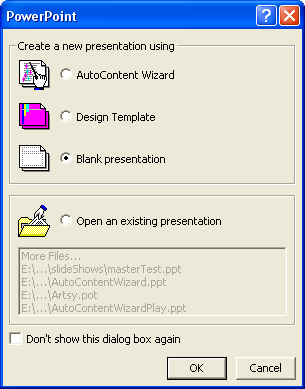 PowerPoint
Create a new presentation using
AutoContent Wizard
Design Template
Blank presentation
Open an existing presentation
More Files...
E:\...\slideShows\masterTest.ppt
E:\...\AutoContentWizard.ppt
E:\...\Artsy.pot
E:\...\AutoContentWizardPlay.ppt
Don't show this dialog box again
OK Cancel